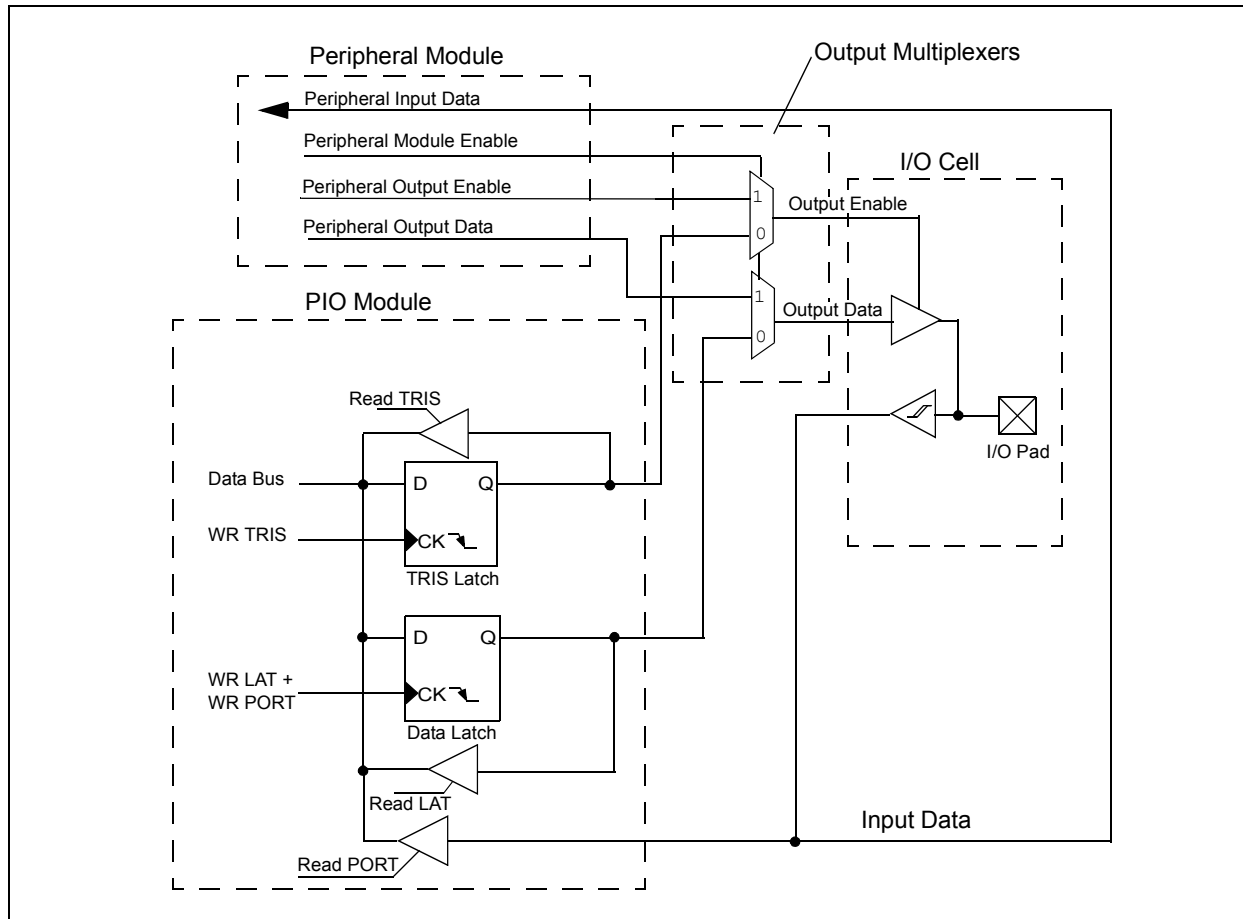 Peripheral Module
Output Multiplexers
Peripheral Input Data
Peripheral Module Enable
I/O Cell
Peripheral Output Enable
1
Output Enable
Peripheral Output Data
0
PIO Module
1
Output Data
0
Read TRIS
I/O Pad
Data Bus
D
Q
WR TRIS
CK
TRIS Latch
D
Q
WR LAT +
WR PORT
CK
Data Latch
Read LAT
Input Data
Read PORT